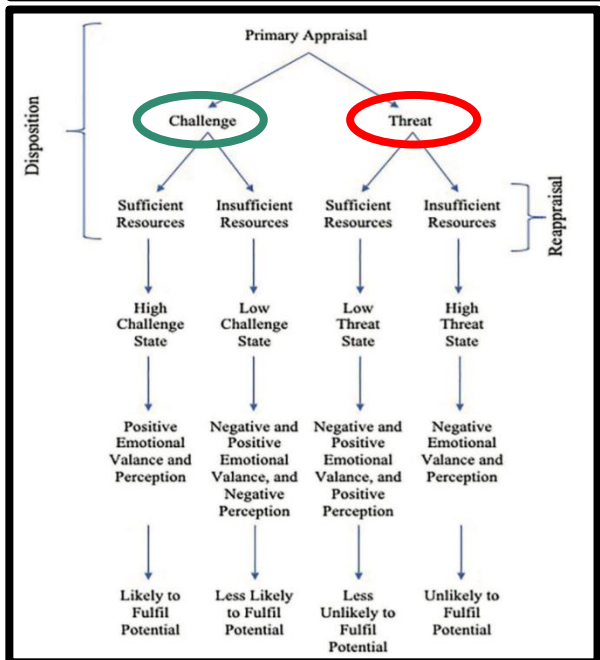 Primary Appraisal
Disposition
Challenge
Threat
Sufficient
Resources
Insufficient
Resources
Sufficient
Resources
Insufficient
Resources
Reappraisal
High
Challenge
State
Low
Challenge
State
Low
Threat
State
High
Threat
State
Positive
Emotional
Valance and
Perception
Negative and
Positive
Emotional
Valance, and
Negative
Perception
Negative and
Positive
Emotional
Valance, and
Positive
Perception
Negative
Emotional
Valance and
Perception
Likely to
Fulfil
Potential
Less Likely
to Fulfil
Potential
Less
Unlikely to
Fulfil
Potential
Unlikely to
Fulfil
Potential